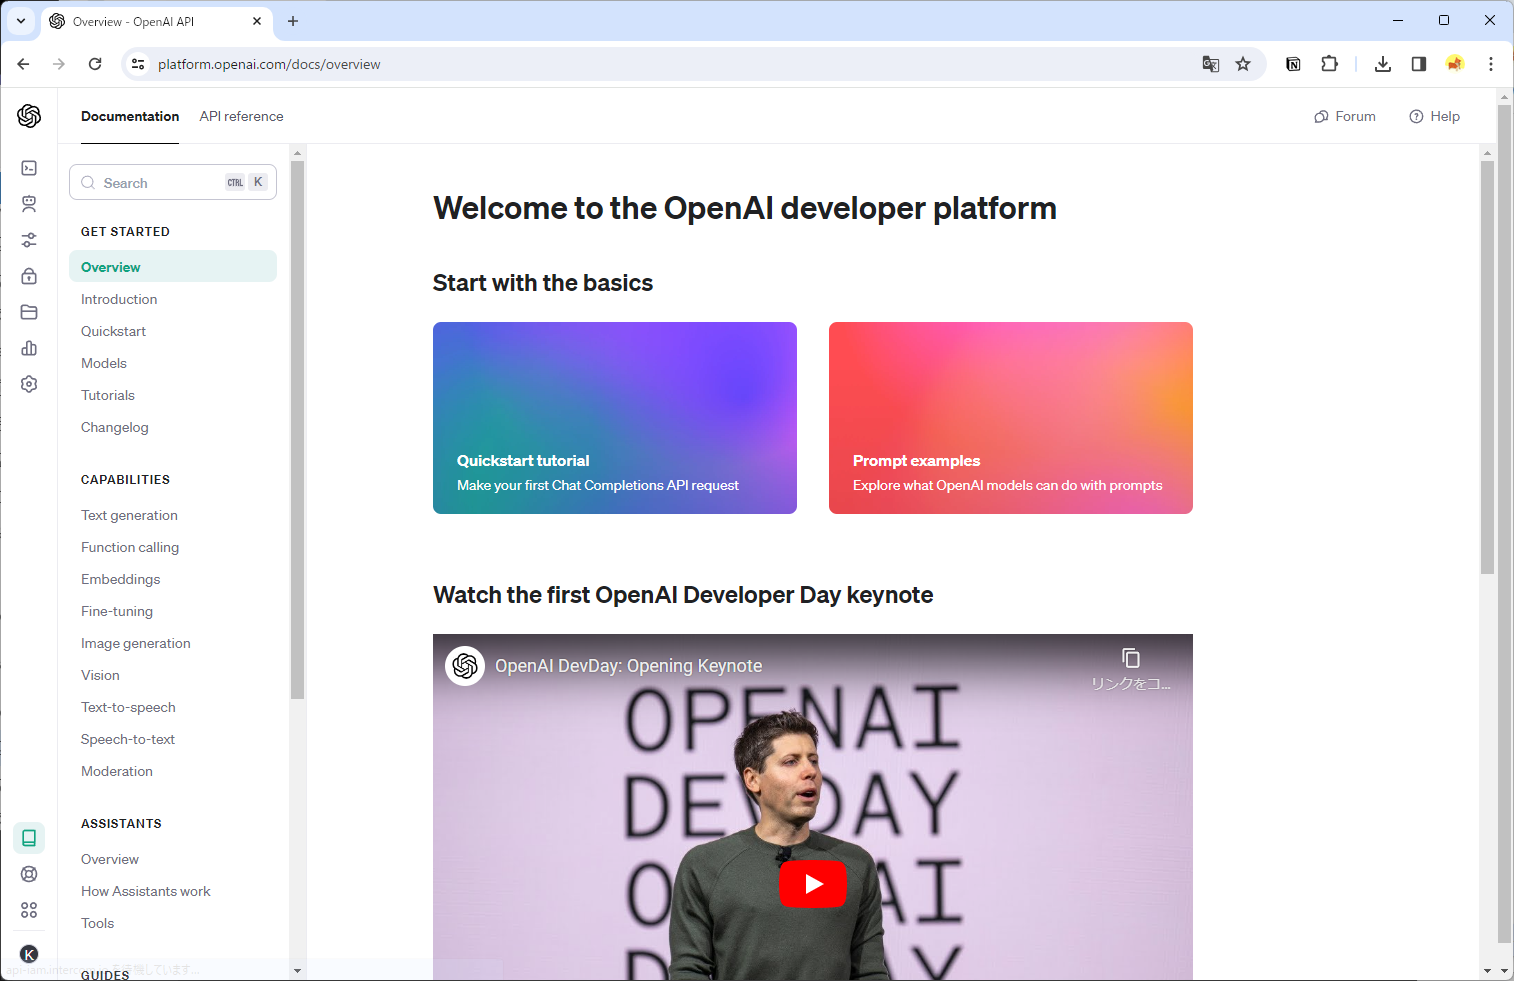 Overview - OpenAI API
platform.openai.com/docs/overview
Documentation API reference Forum Help
Search CTRL K
GET STARTED
Overview
Introduction
Quickstart
Models
Tutorials
Changelog
CAPABILITIES
Text generation
Function calling
Embeddings
Fine-tuning
Image generation
Vision
Text-to-speech
Speech-to-text
Moderation
ASSISTANTS
Overview
How Assistants work
Tools
GUIDES
K
Welcome to the OpenAI developer platform
Start with the basics
Quickstart tutorial
Make your first Chat Completions API request
Prompt examples
Explore what OpenAI models can do with prompts
Watch the first OpenAI Developer Day keynote
OpenAI DevDay: Opening Keynote
リンクをコ...
OPENAI
DEVDAY